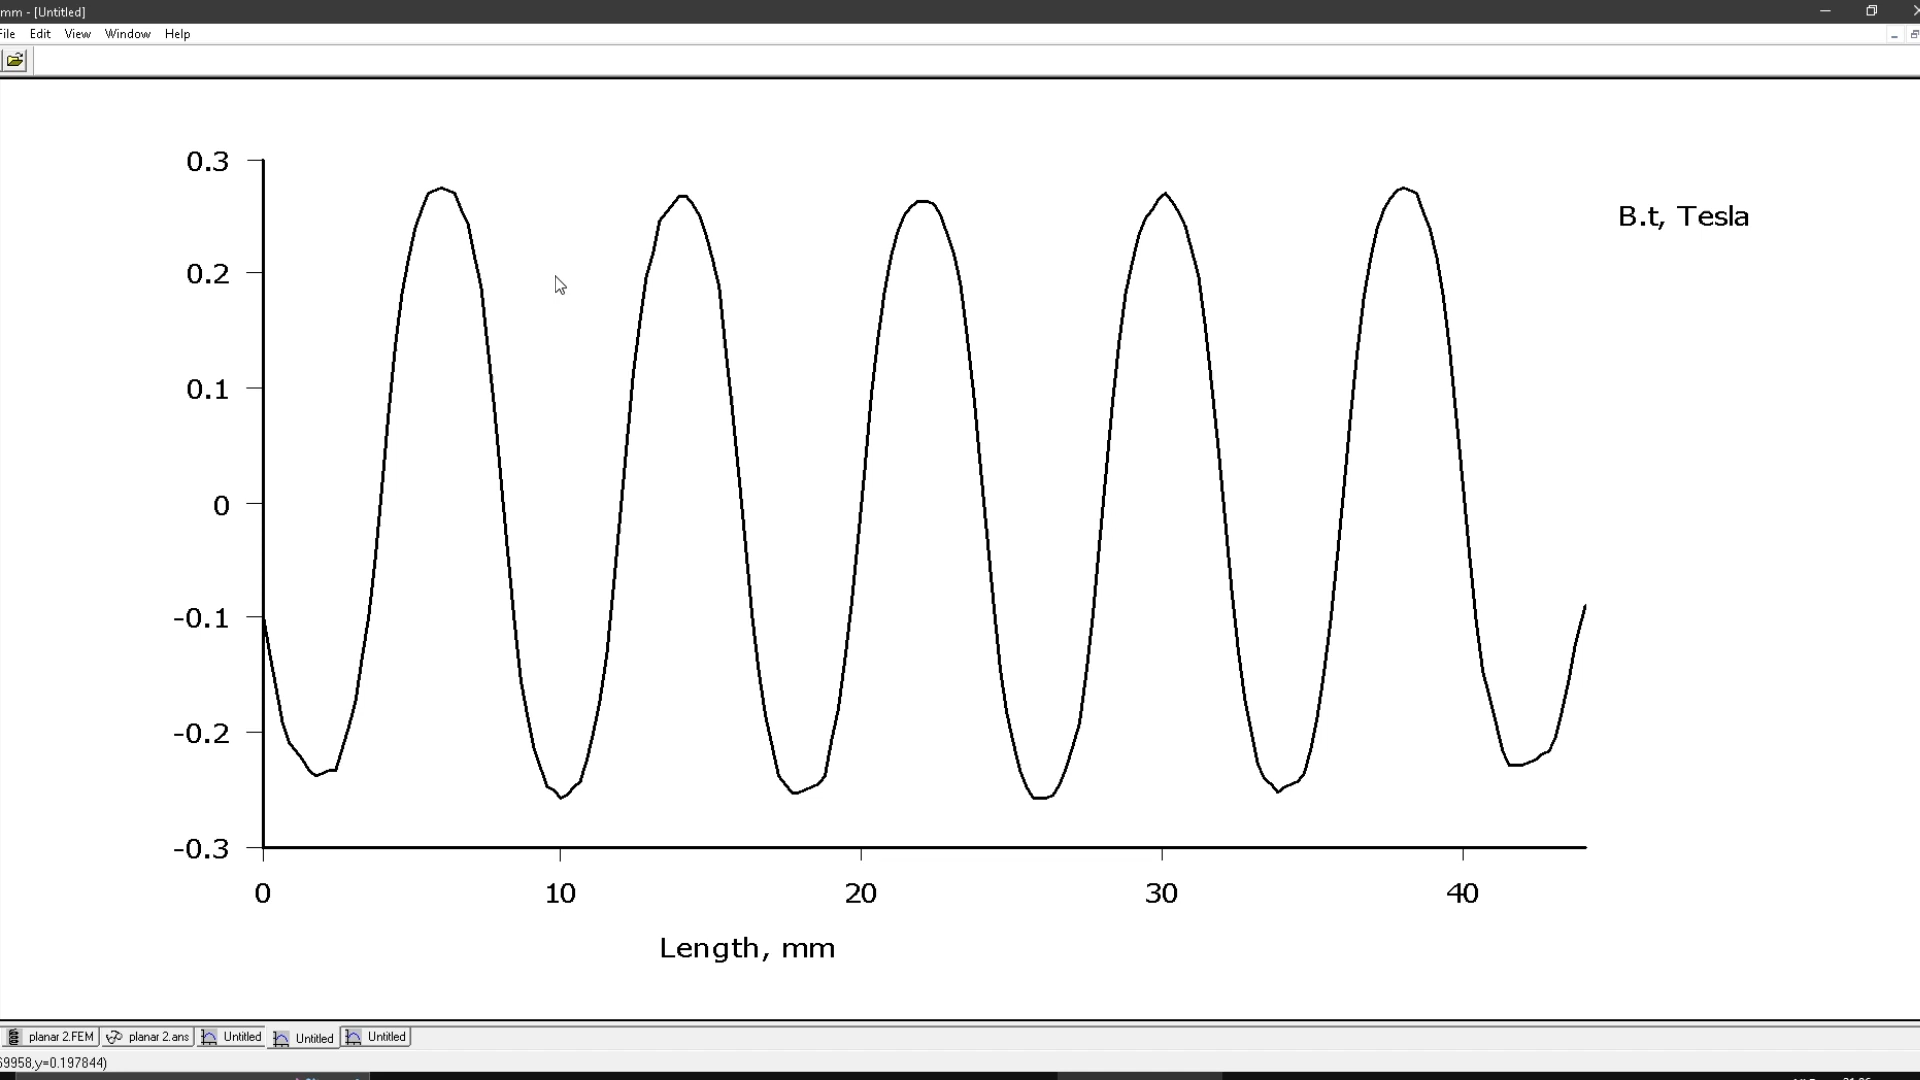 mm - [Untitled]
File Edit View Window Help
0.3
B.t, Tesla
0.2
0.1
0
-0.1
-0.2
-0.3
0 10 20 30 40
Length, mm
planar 2.FEM planar 2.ans Untitled Untitled Untitled
69958,y=0.197844)